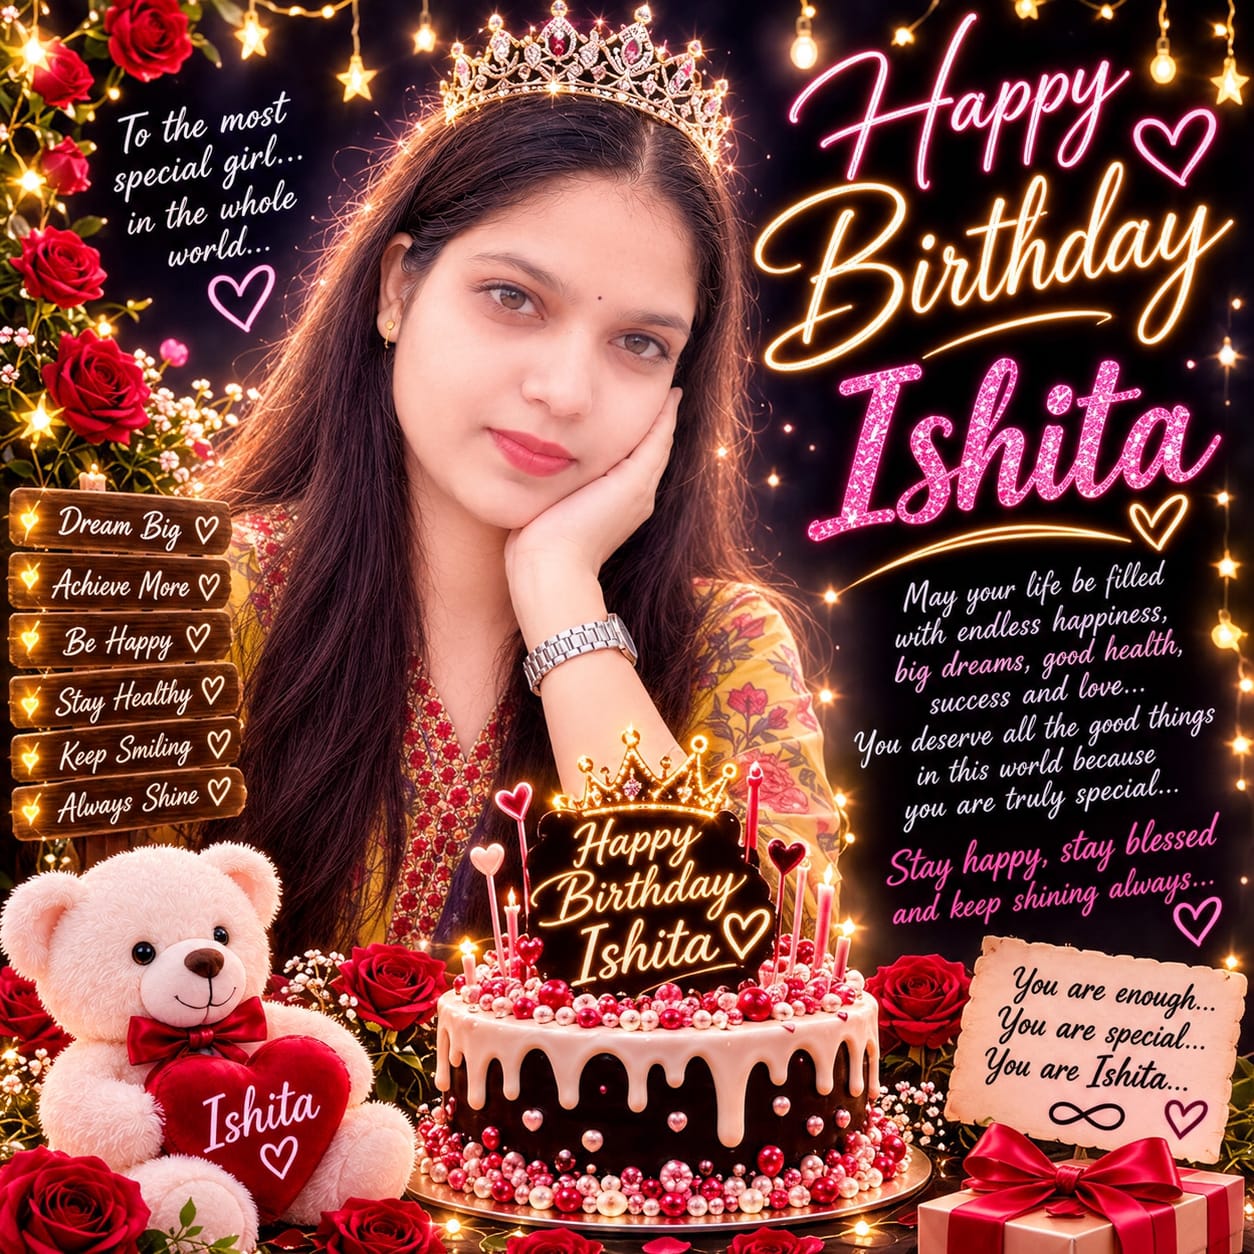 To the most
special girl...
in the whole
world...
Happy
Birthday
Ishita
May your life be filled
with endless happiness,
big dreams, good health,
success and love...
You deserve all the good things
in this world because
you are truly special...
Stay happy, stay blessed
and keep shining always...
Dream Big
Achieve More
Be Happy
Stay Healthy
Keep Smiling
Always Shine
Happy
Birthday
Ishita
Ishita
You are enough...
You are special...
You are Ishita...